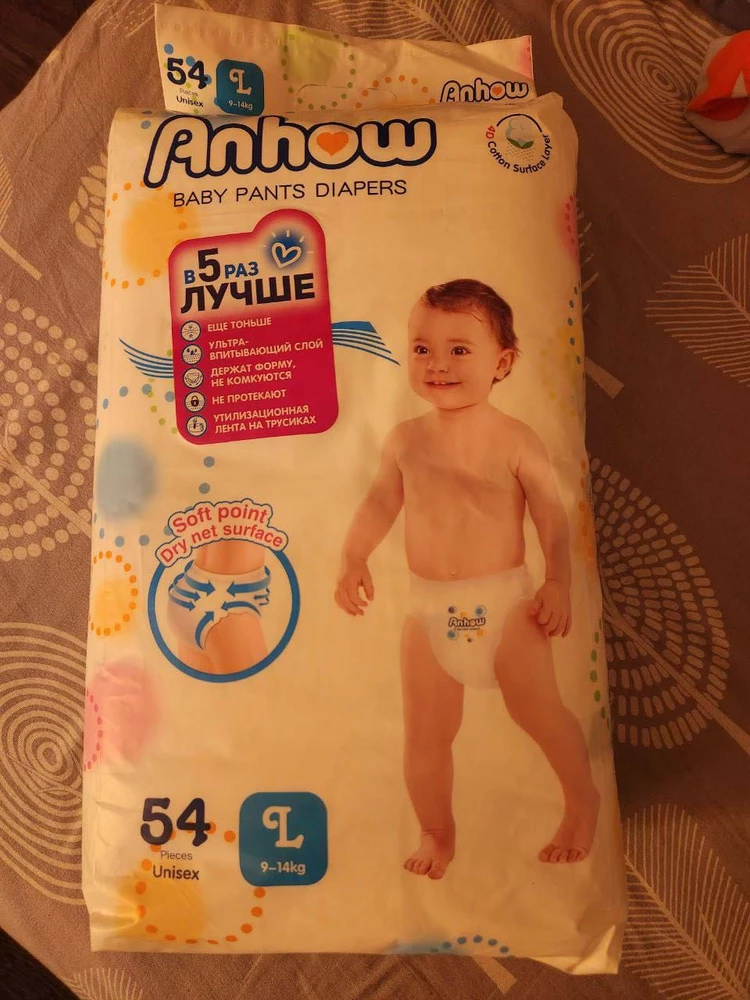 54
Pieces
Unisex
L
9-14kg
Anhow
Anhow
BABY PANTS DIAPERS
4D Cotton Surface Layer
В 5 РАЗ
ЛУЧШЕ
ЕЩЕ ТОНЬШЕ
УЛЬТРА-
ВПИТЫВАЮЩИЙ СЛОЙ
ДЕРЖАТ ФОРМУ,
НЕ КОМКУЮТСЯ
НЕ ПРОТЕКАЮТ
УТИЛИЗАЦИОННАЯ
ЛЕНТА НА ТРУСИКАХ
Soft point
Dry net surface
Anhow
54
Pieces
Unisex
L
9-14kg